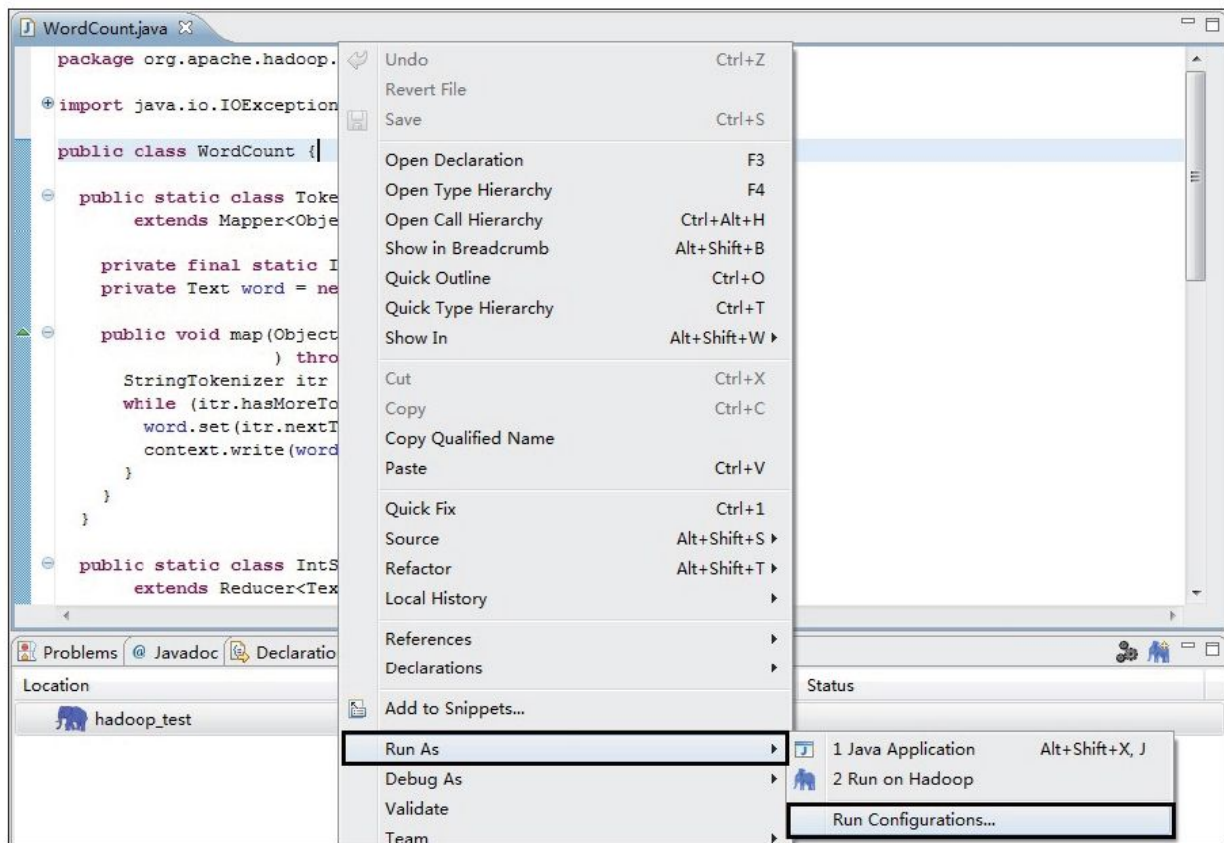 WordCount.java
package org.apache.hadoop.
import java.io.IOException
public class WordCount {
public static class Toke
extends Mapper<Obje
private final static I
private Text word = ne
public void map(Object
) thro
StringTokenizer itr
while (itr.hasMoreTo
word.set(itr.nextT
context.write(word
}
}
}
public static class IntS
extends Reducer<Tex
Undo Ctrl+Z
Revert File
Save Ctrl+S
Open Declaration F3
Open Type Hierarchy F4
Open Call Hierarchy Ctrl+Alt+H
Show in Breadcrumb Alt+Shift+B
Quick Outline Ctrl+O
Quick Type Hierarchy Ctrl+T
Show In Alt+Shift+W
Cut Ctrl+X
Copy Ctrl+C
Copy Qualified Name
Paste Ctrl+V
Quick Fix Ctrl+1
Source Alt+Shift+S
Refactor Alt+Shift+T
Local History
References
Declarations
Add to Snippets...
Run As
Debug As
Validate
Team
1 Java Application Alt+Shift+X, J
2 Run on Hadoop
Run Configurations...
Problems @ Javadoc Declaratio
Location Status
hadoop_test